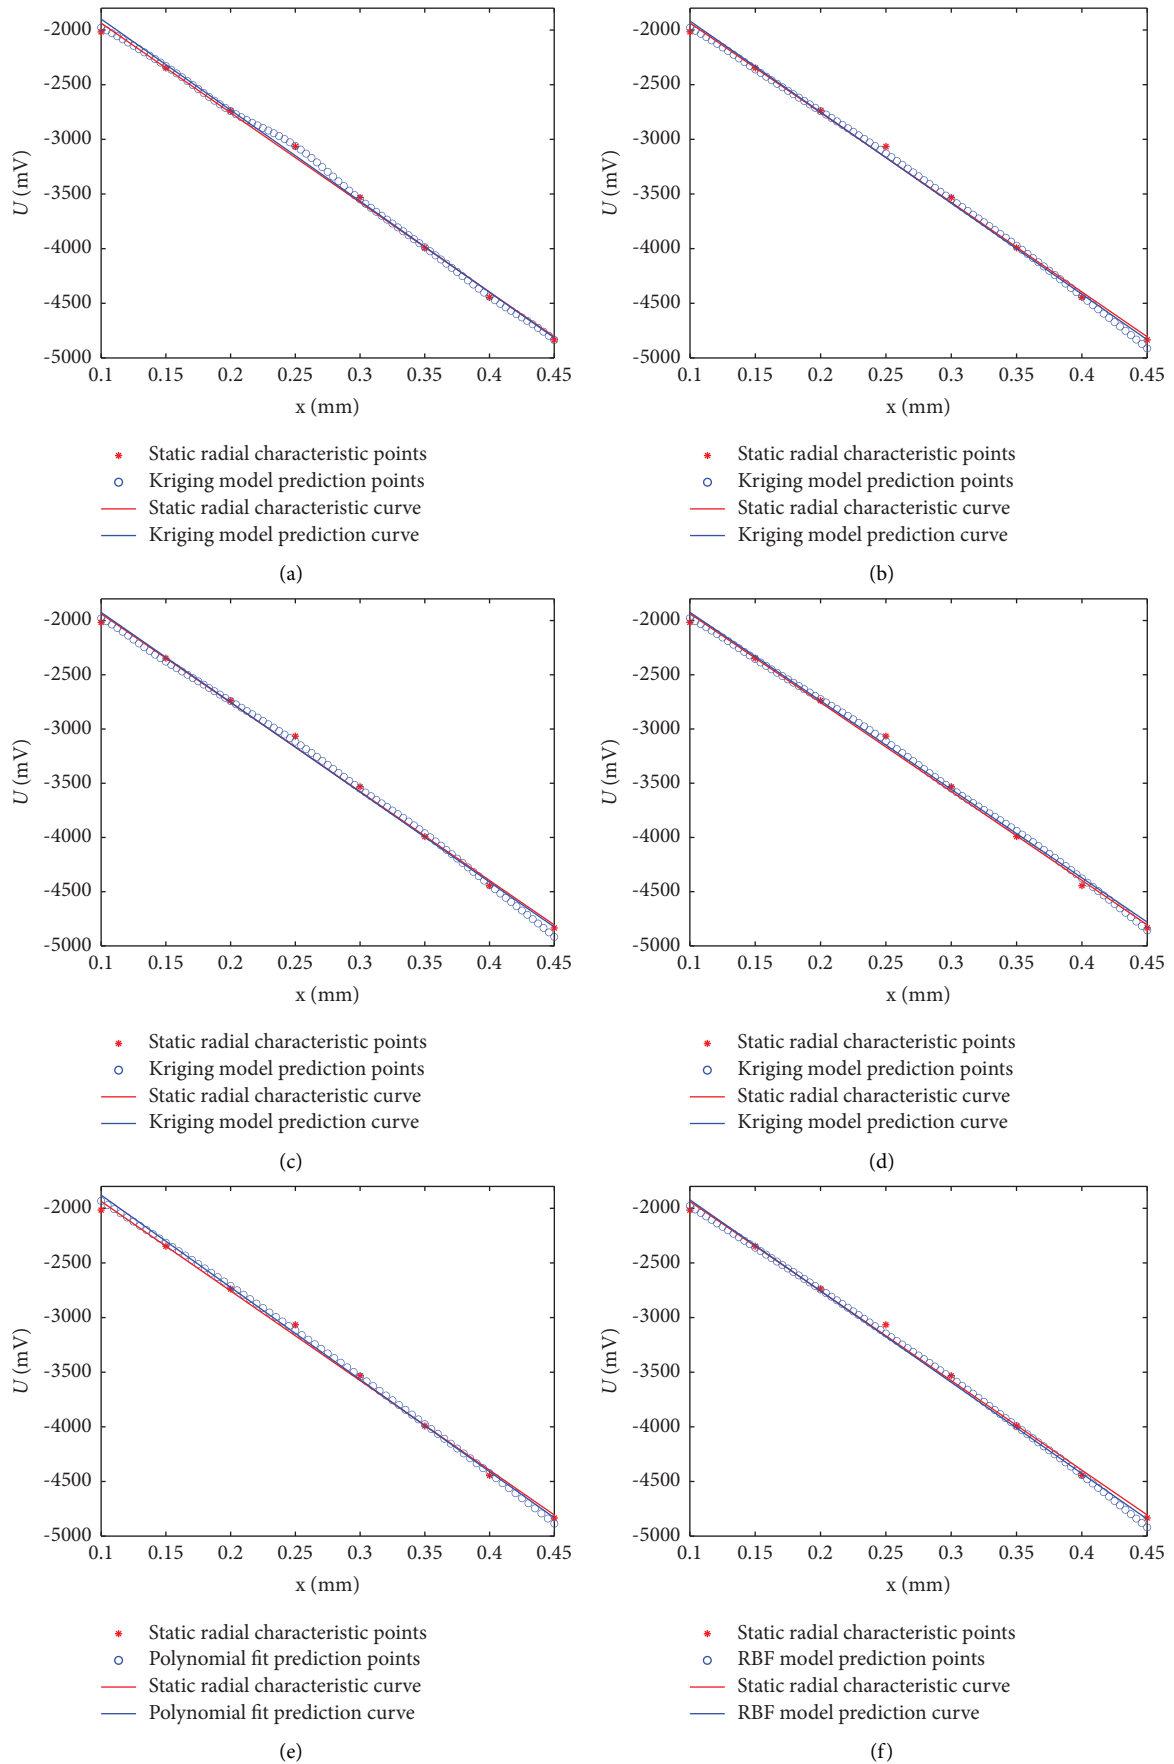 -2000
-2500
-3000
-3500
-4000
-4500
-5000
U (mV)
0.1 0.15 0.2 0.25 0.3 0.35 0.4 0.45
x (mm)
Static radial characteristic points
Kriging model prediction points
Static radial characteristic curve
Kriging model prediction curve
(a)
-2000
-2500
-3000
-3500
-4000
-4500
-5000
U (mV)
0.1 0.15 0.2 0.25 0.3 0.35 0.4 0.45
x (mm)
Static radial characteristic points
Kriging model prediction points
Static radial characteristic curve
Kriging model prediction curve
(b)
-2000
-2500
-3000
-3500
-4000
-4500
-5000
U (mV)
0.1 0.15 0.2 0.25 0.3 0.35 0.4 0.45
x (mm)
Static radial characteristic points
Kriging model prediction points
Static radial characteristic curve
Kriging model prediction curve
(c)
-2000
-2500
-3000
-3500
-4000
-4500
-5000
U (mV)
0.1 0.15 0.2 0.25 0.3 0.35 0.4 0.45
x (mm)
Static radial characteristic points
Kriging model prediction points
Static radial characteristic curve
Kriging model prediction curve
(d)
-2000
-2500
-3000
-3500
-4000
-4500
-5000
U (mV)
0.1 0.15 0.2 0.25 0.3 0.35 0.4 0.45
x (mm)
Static radial characteristic points
Polynomial fit prediction points
Static radial characteristic curve
Polynomial fit prediction curve
(e)
-2000
-2500
-3000
-3500
-4000
-4500
-5000
U (mV)
0.1 0.15 0.2 0.25 0.3 0.35 0.4 0.45
x (mm)
Static radial characteristic points
RBF model prediction points
Static radial characteristic curve
RBF model prediction curve
(f)